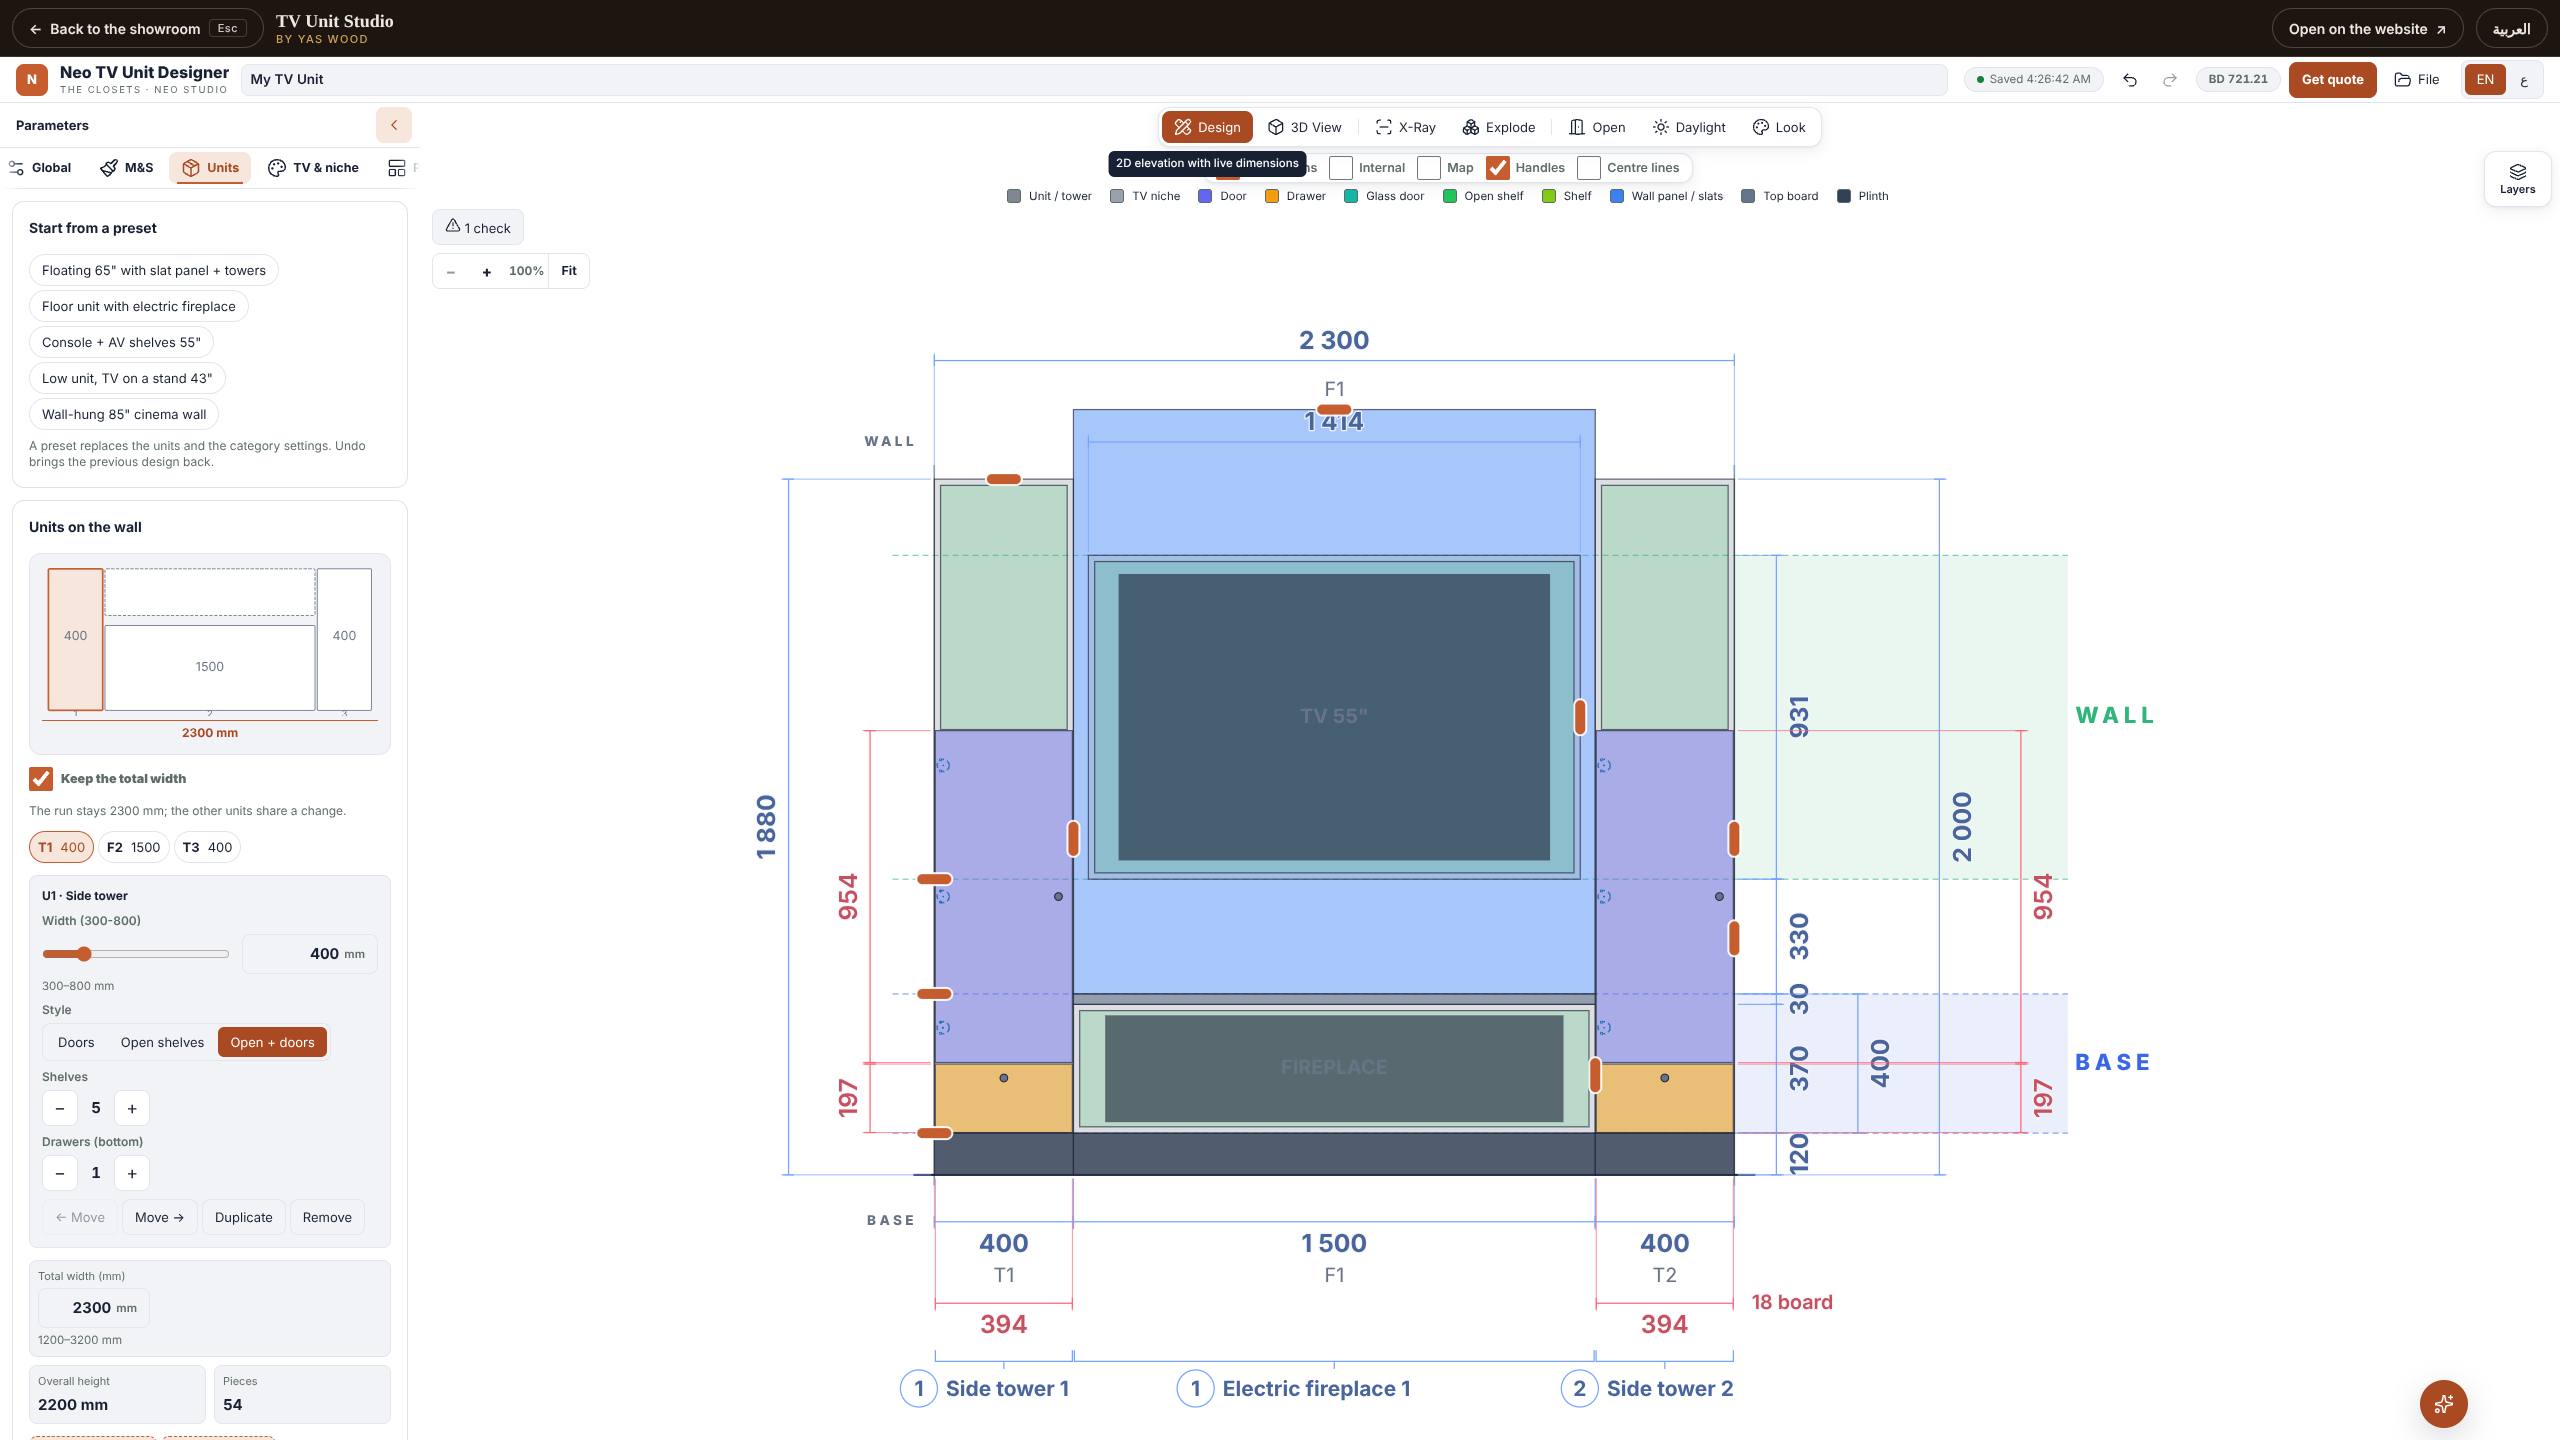 Back to the showroom Esc
TV Unit Studio
BY YAS WOOD
Open on the website
العربية
N
Neo TV Unit Designer
THE CLOSETS · NEO STUDIO
My TV Unit
Saved 4:26:42 AM
BD 721.21
Get quote
File
EN
ع
Parameters
Global
M&S
Units
TV & niche
Design
3D View
X-Ray
Explode
Open
Daylight
Look
2D elevation with live dimensions
Internal
Map
Handles
Centre lines
Unit / tower
TV niche
Door
Drawer
Glass door
Open shelf
Shelf
Wall panel / slats
Top board
Plinth
Layers
1 check
− + 100% Fit
Start from a preset
Floating 65" with slat panel + towers
Floor unit with electric fireplace
Console + AV shelves 55"
Low unit, TV on a stand 43"
Wall-hung 85" cinema wall
A preset replaces the units and the category settings. Undo
brings the previous design back.
Units on the wall
400
1500
400
2300 mm
Keep the total width
The run stays 2300 mm; the other units share a change.
T1 400
F2 1500
T3 400
U1 · Side tower
Width (300-800)
400 mm
300–800 mm
Style
Doors
Open shelves
Open + doors
Shelves
− 5 +
Drawers (bottom)
− 1 +
← Move
Move →
Duplicate
Remove
Total width (mm)
2300 mm
1200–3200 mm
Overall height
2200 mm
Pieces
54
2 300
F1
1 414
WALL
TV 55"
FIREPLACE
1 880
954
197
931
330
30
370
120
400
2 000
954
197
WALL
BASE
BASE
400
T1
1 500
F1
400
T2
394
394
18 board
1 Side tower 1
1 Electric fireplace 1
2 Side tower 2